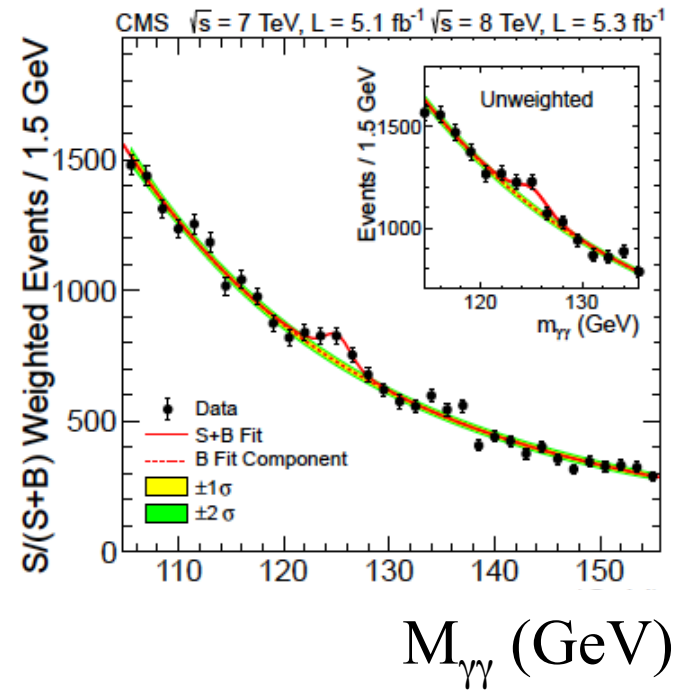 CMS √s = 7 TeV, L = 5.1 fb⁻¹ √s = 8 TeV, L = 5.3 fb⁻¹
S/(S+B) Weighted Events / 1.5 GeV
1500
1000
500
0
110 120 130 140 150
Data
S+B Fit
B Fit Component
±1σ
±2 σ
Unweighted
Events / 1.5 GeV
1500
1000
120 130
mγγ (GeV)
Mγγ (GeV)